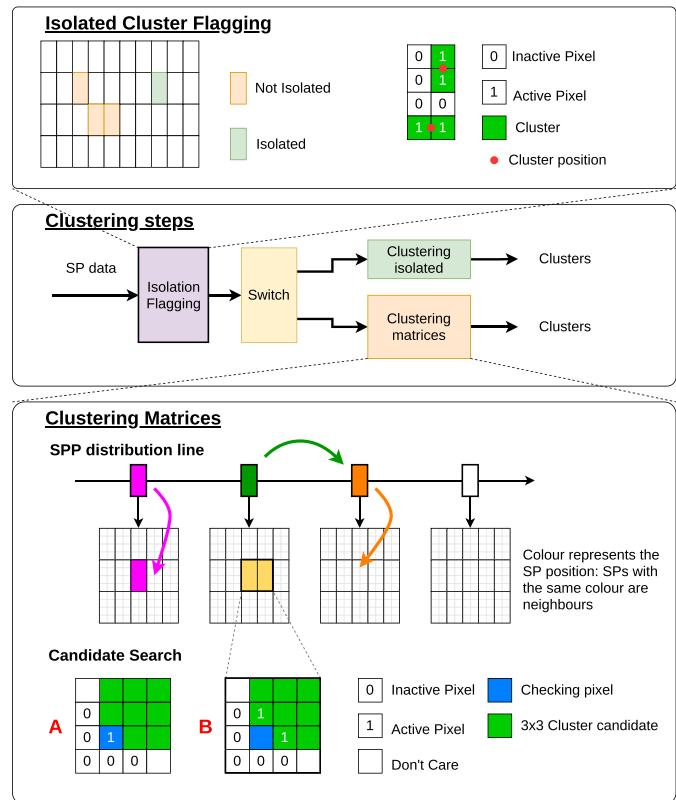 Isolated Cluster Flagging
Not Isolated
Isolated
0 1
0 1
0 0
1 1
0 Inactive Pixel
1 Active Pixel
Cluster
Cluster position
Clustering steps
SP data
Isolation
Flagging
Switch
Clustering
isolated
Clusters
Clustering
matrices
Clusters
Clustering Matrices
SPP distribution line
Colour represents the
SP position: SPs with
the same colour are
neighbours
Candidate Search
A
0
0 1
0 0 0
B
0 1
0 1
0 0 0
0 Inactive Pixel
1 Active Pixel
Don't Care
Checking pixel
3x3 Cluster candidate